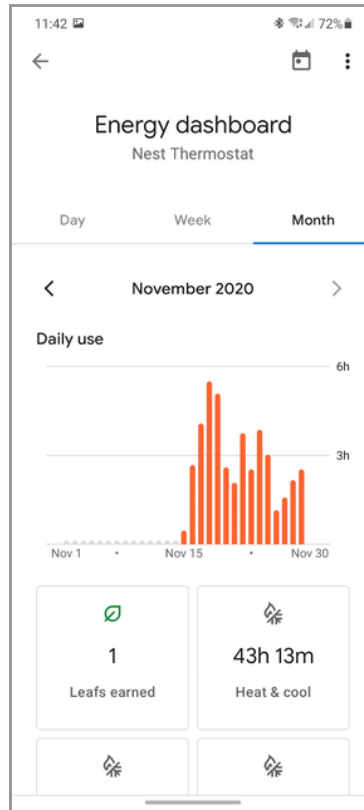 11:42 72%
Energy dashboard
Nest Thermostat
Day Week Month
November 2020
Daily use
6h
3h
Nov 1 Nov 15 Nov 30
1 43h 13m
Leafs earned Heat & cool